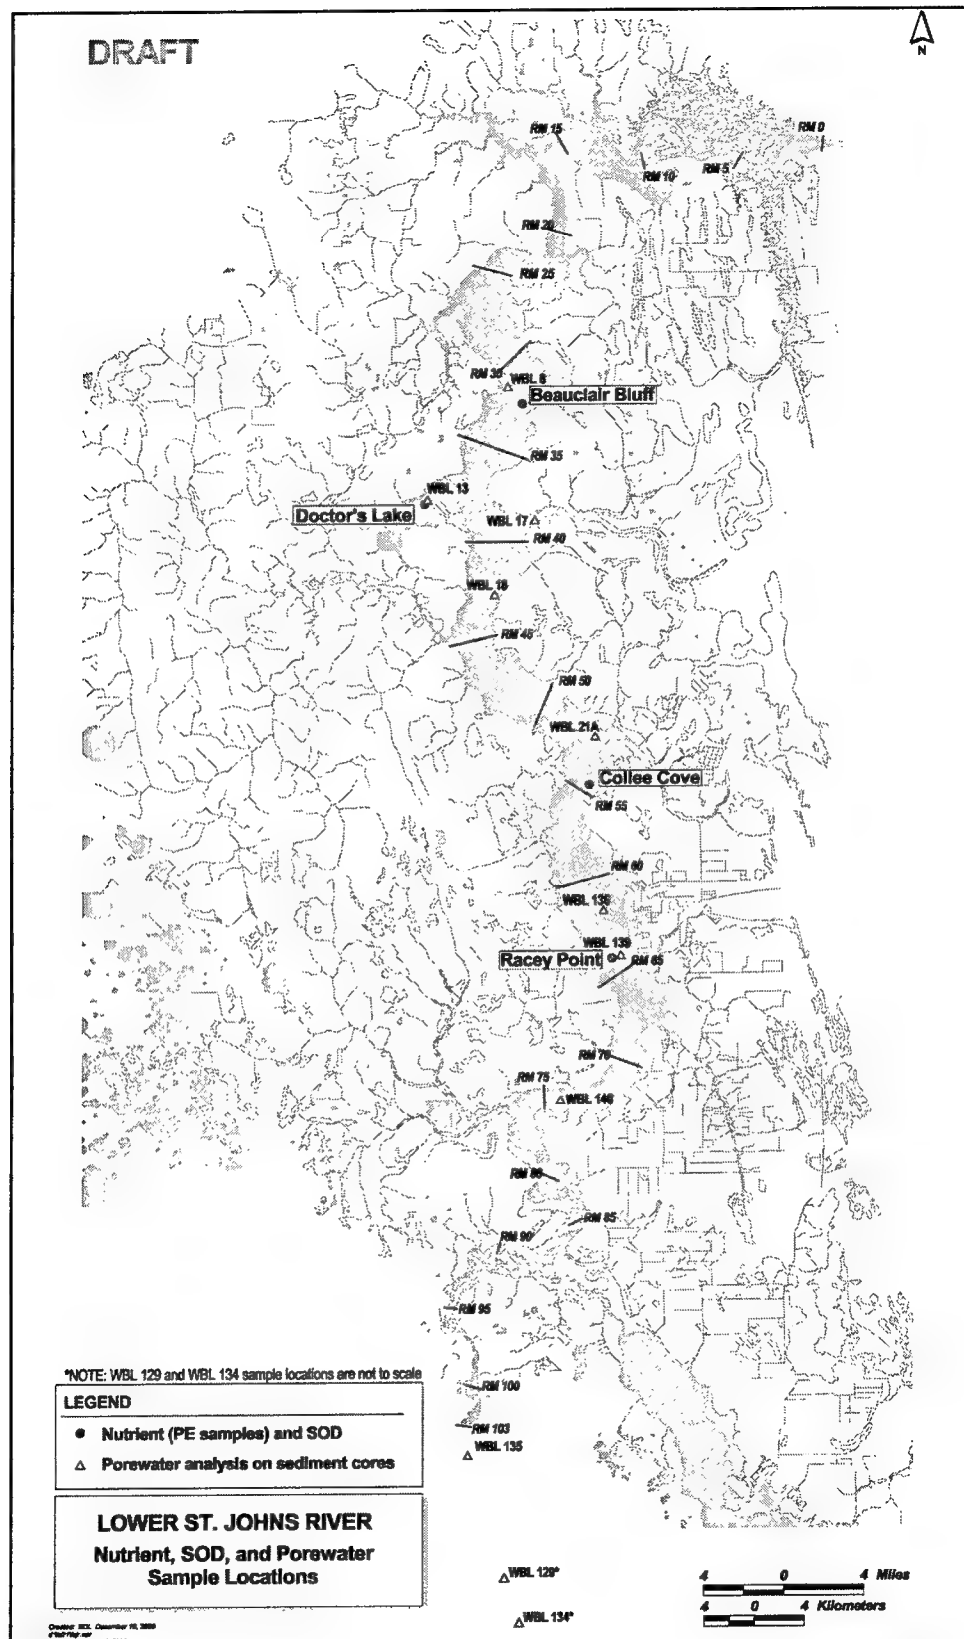 DRAFT
N
RM 0
RM 15
RM 5
RM 10
RM 20
RM 25
RM 30
WBL 8
Beauclair Bluff
RM 35
WBL 13
Doctor's Lake
WBL 17
RM 40
WBL 18
RM 45
RM 50
WBL 21A
Collee Cove
RM 55
RM 60
WBL 136
WBL 139
Racey Point
RM 65
RM 70
RM 75
WBL 146
RM 80
RM 85
RM 90
RM 95
*NOTE: WBL 129 and WBL 134 sample locations are not to scale
RM 100
LEGEND
Nutrient (PE samples) and SOD
RM 103
WBL 135
Porewater analysis on sediment cores
LOWER ST. JOHNS RIVER
Nutrient, SOD, and Porewater
Sample Locations
WBL 129*
4 0 4 Miles
4 0 4 Kilometers
WBL 134*